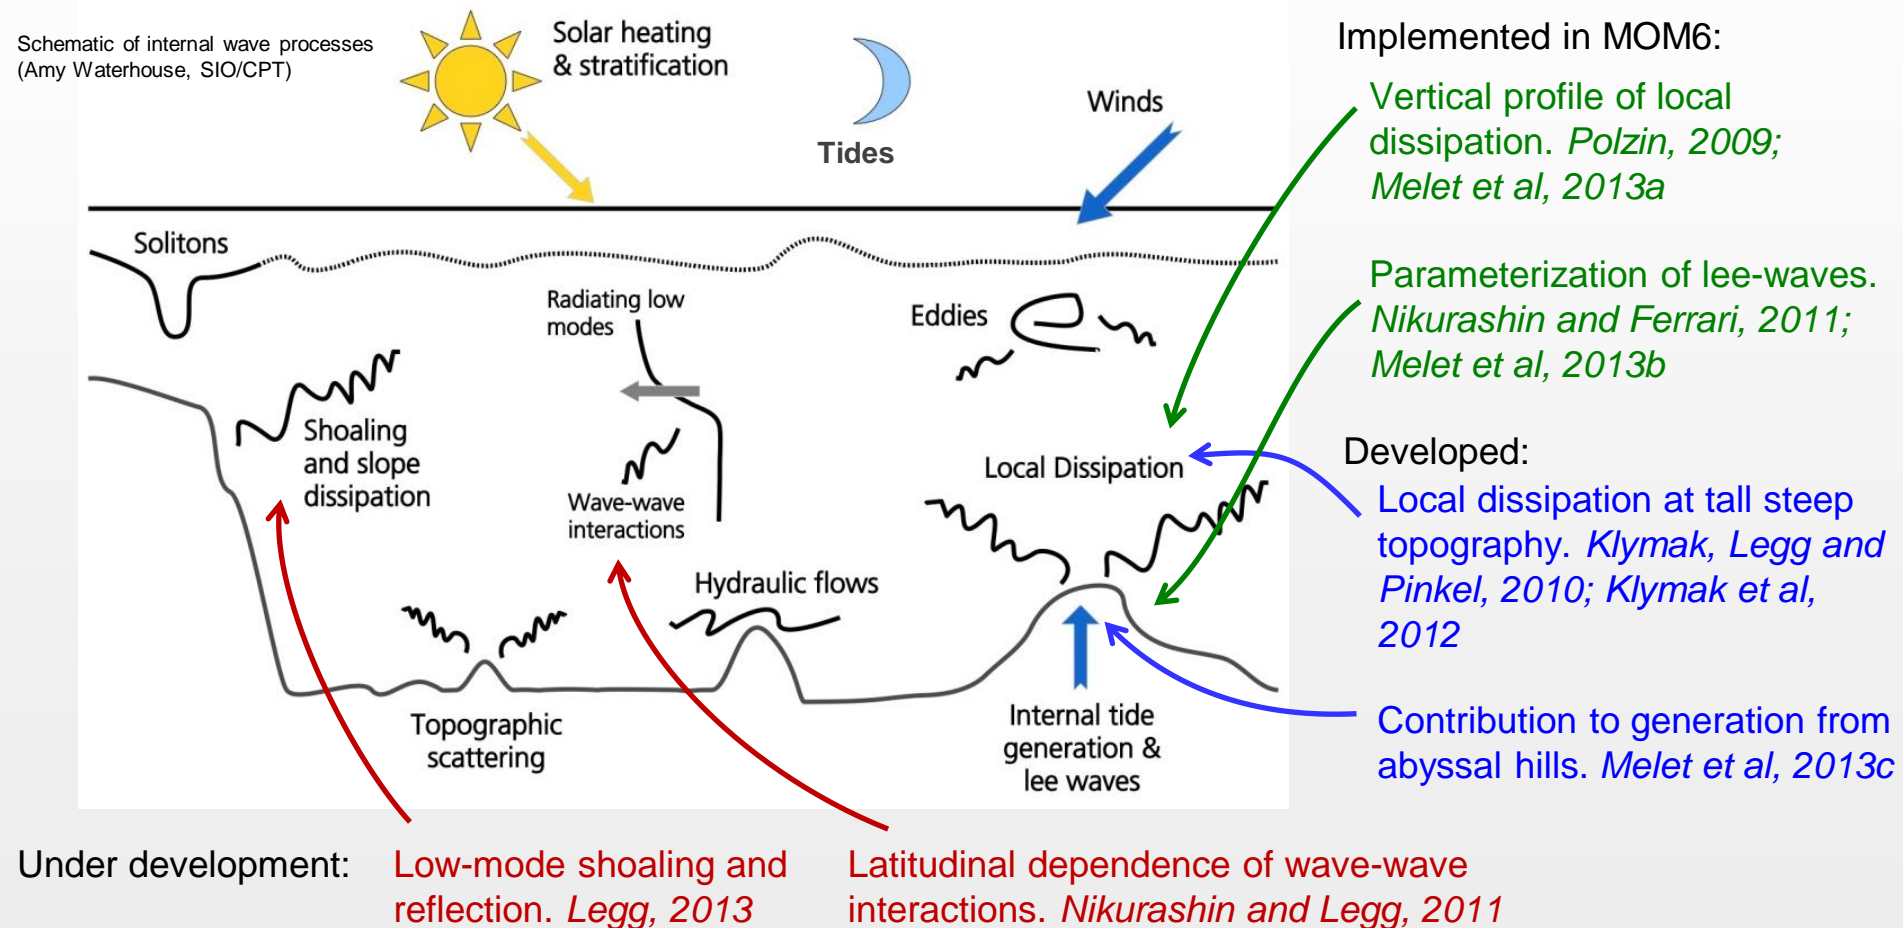 Schematic of internal wave processes
(Amy Waterhouse, SIO/CPT)
Solar heating
& stratification
Tides
Winds
Solitons
Radiating low
modes
Eddies
Shoaling
and slope
dissipation
Wave-wave
interactions
Local Dissipation
Hydraulic flows
Topographic
scattering
Internal tide
generation &
lee waves
Implemented in MOM6:
Vertical profile of local
dissipation. Polzin, 2009;
Melet et al, 2013a
Parameterization of lee-waves.
Nikurashin and Ferrari, 2011;
Melet et al, 2013b
Developed:
Local dissipation at tall steep
topography. Klymak, Legg and
Pinkel, 2010; Klymak et al,
2012
Contribution to generation from
abyssal hills. Melet et al, 2013c
Under development:
Low-mode shoaling and
reflection. Legg, 2013
Latitudinal dependence of wave-wave
interactions. Nikurashin and Legg, 2011